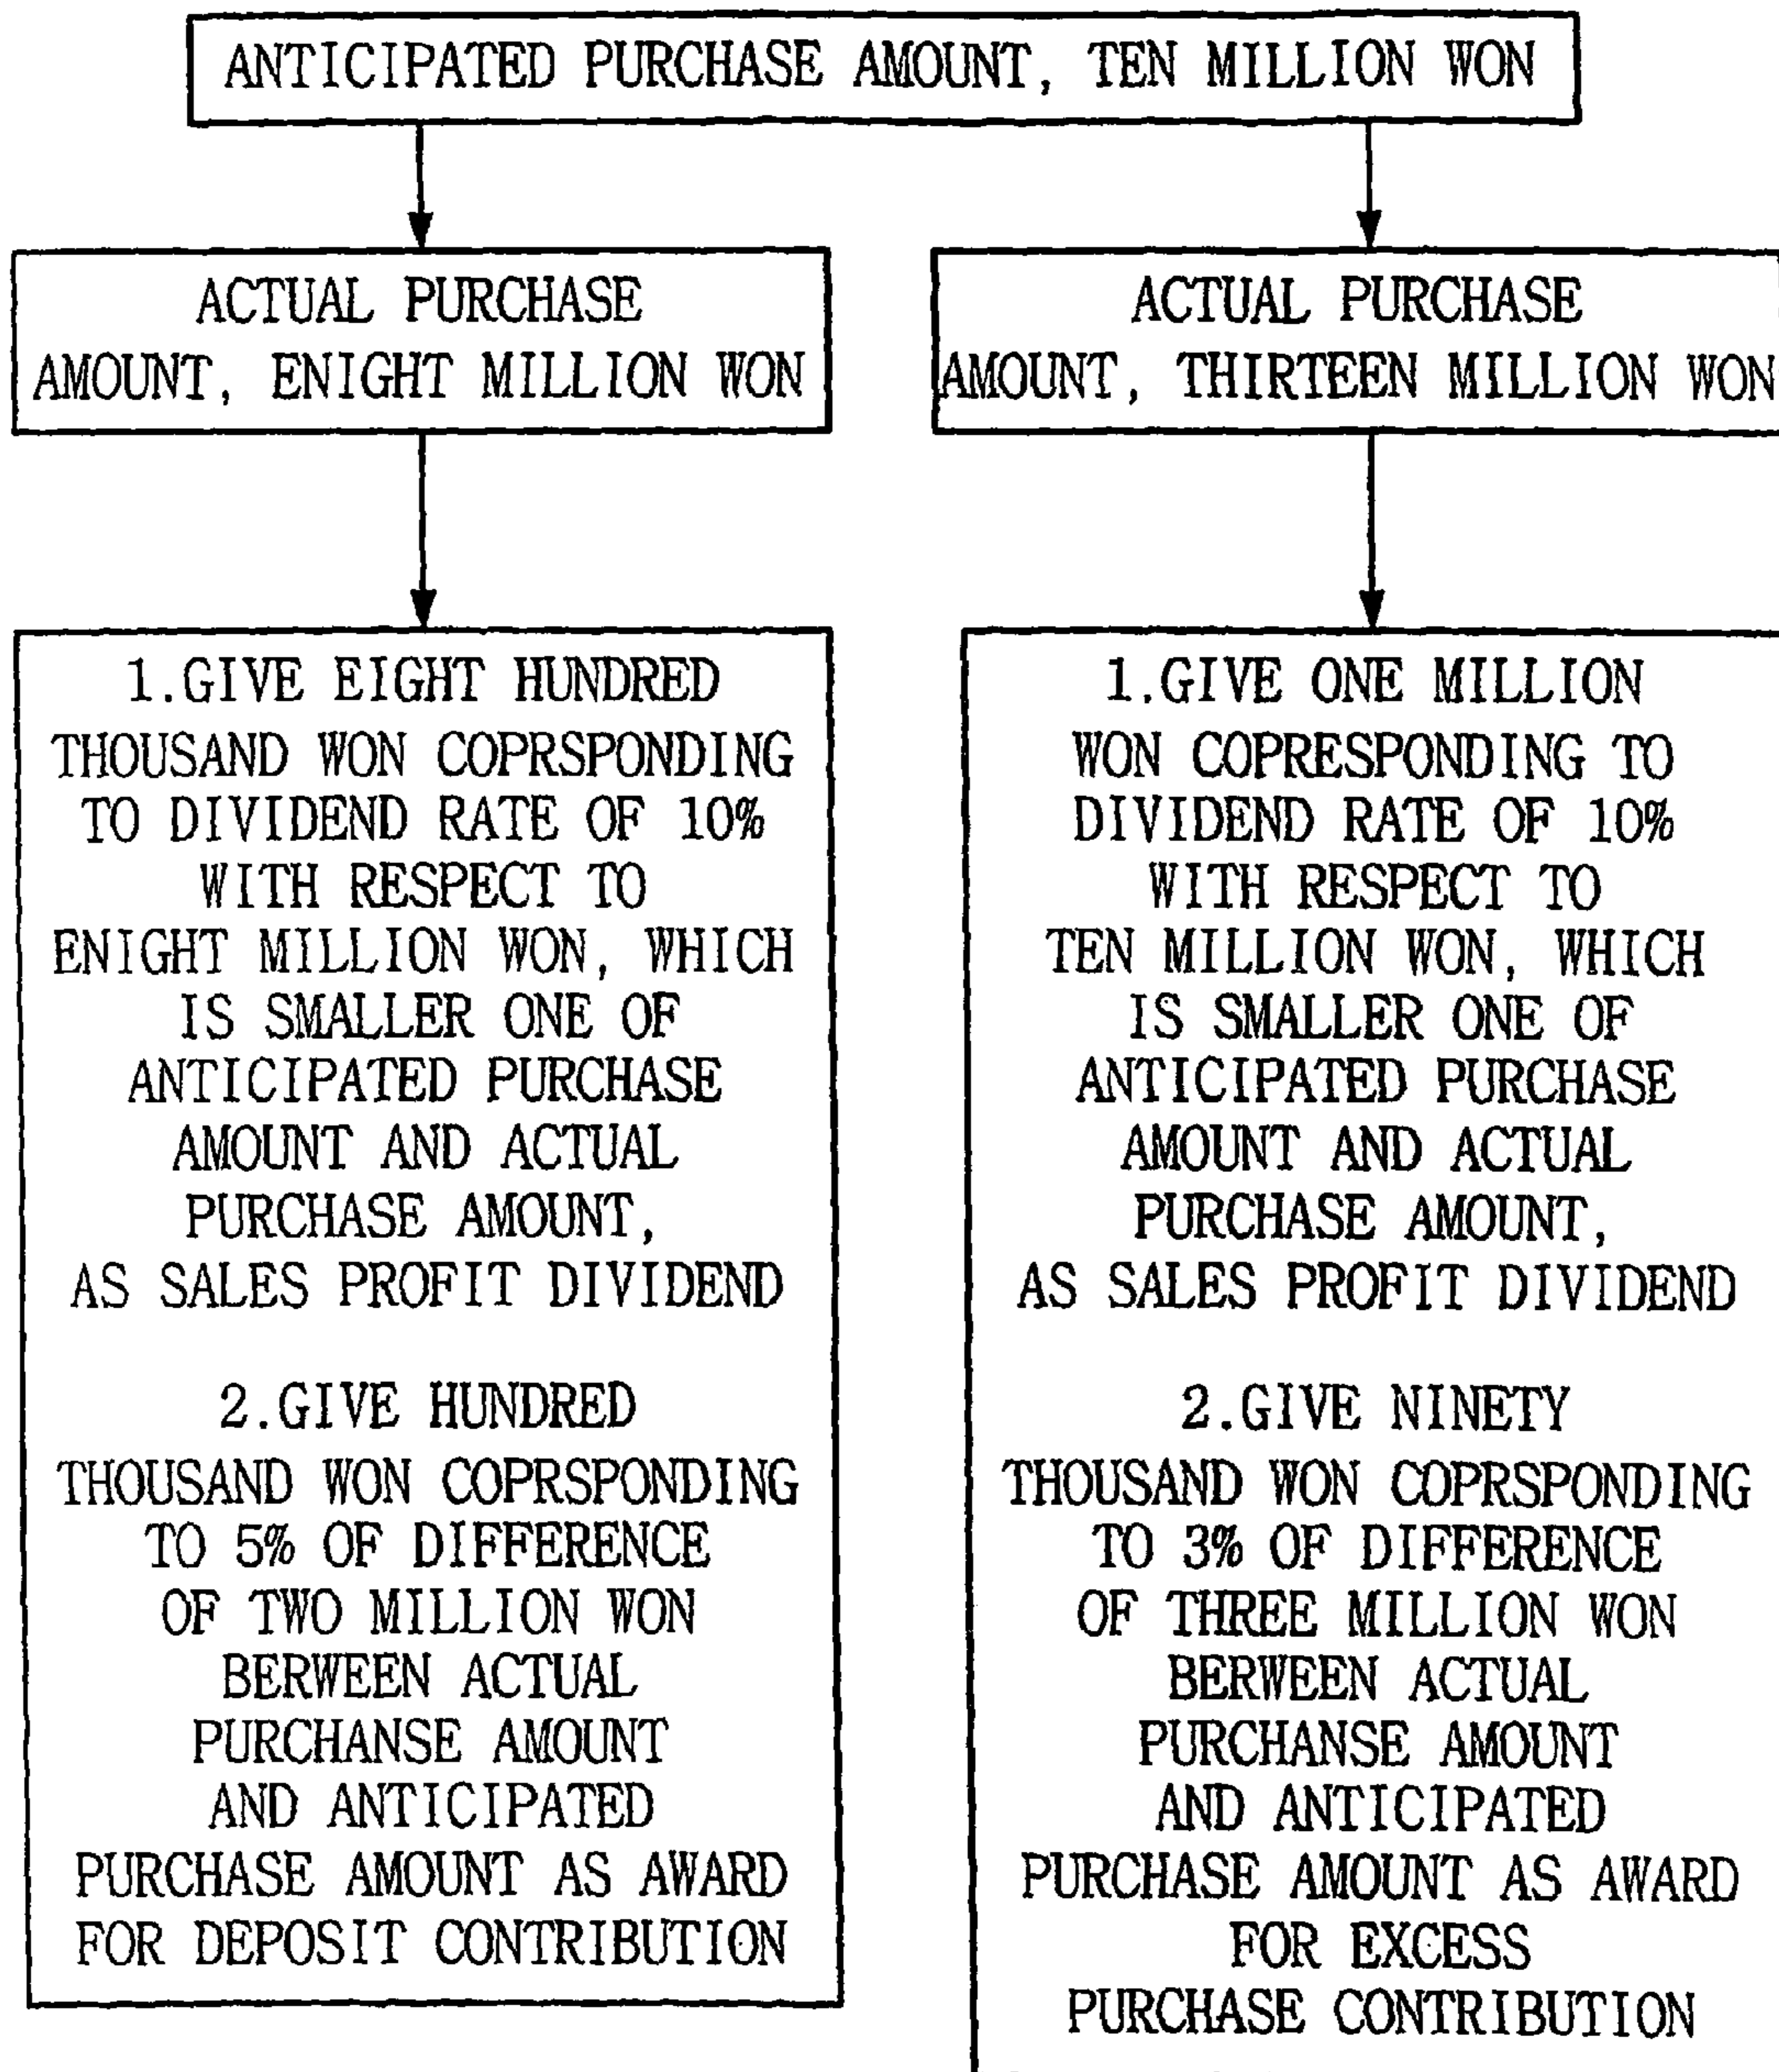 ANTICIPATED PURCHASE AMOUNT, TEN MILLION WON
ACTUAL PURCHASE
AMOUNT, ENIGHT MILLION WON
ACTUAL PURCHASE
AMOUNT, THIRTEEN MILLION WON
1.GIVE EIGHT HUNDRED
THOUSAND WON COPRSPONDING
TO DIVIDEND RATE OF 10%
WITH RESPECT TO
ENIGHT MILLION WON, WHICH
IS SMALLER ONE OF
ANTICIPATED PURCHASE
AMOUNT AND ACTUAL
PURCHASE AMOUNT,
AS SALES PROFIT DIVIDEND
2.GIVE HUNDRED
THOUSAND WON COPRSPONDING
TO 5% OF DIFFERENCE
OF TWO MILLION WON
BERWEEN ACTUAL
PURCHANSE AMOUNT
AND ANTICIPATED
PURCHASE AMOUNT AS AWARD
FOR DEPOSIT CONTRIBUTION
1.GIVE ONE MILLION
WON COPRESPONDING TO
DIVIDEND RATE OF 10%
WITH RESPECT TO
TEN MILLION WON, WHICH
IS SMALLER ONE OF
ANTICIPATED PURCHASE
AMOUNT AND ACTUAL
PURCHASE AMOUNT,
AS SALES PROFIT DIVIDEND
2.GIVE NINETY
THOUSAND WON COPRSPONDING
TO 3% OF DIFFERENCE
OF THREE MILLION WON
BERWEEN ACTUAL
PURCHANSE AMOUNT
AND ANTICIPATED
PURCHASE AMOUNT AS AWARD
FOR EXCESS
PURCHASE CONTRIBUTION